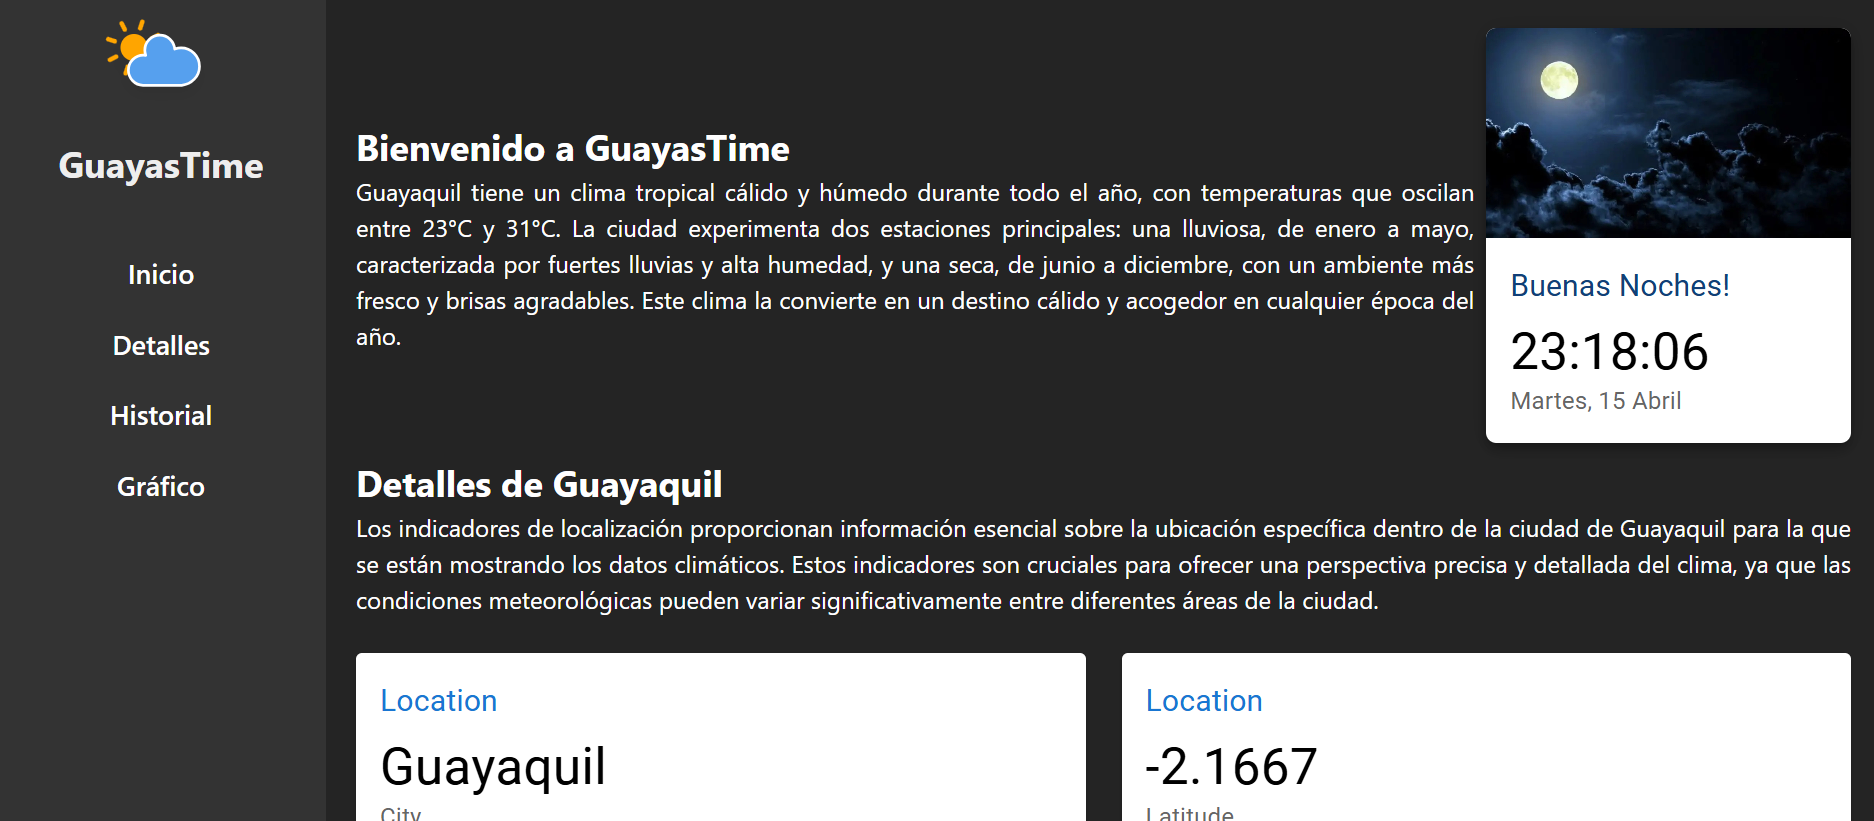 GuayasTime
Inicio
Detalles
Historial
Gráfico
Bienvenido a GuayasTime
Guayaquil tiene un clima tropical cálido y húmedo durante todo el año, con temperaturas que oscilan
entre 23°C y 31°C. La ciudad experimenta dos estaciones principales: una lluviosa, de enero a mayo,
caracterizada por fuertes lluvias y alta humedad, y una seca, de junio a diciembre, con un ambiente más
fresco y brisas agradables. Este clima la convierte en un destino cálido y acogedor en cualquier época del
año.
Buenas Noches!
23:18:06
Martes, 15 Abril
Detalles de Guayaquil
Los indicadores de localización proporcionan información esencial sobre la ubicación específica dentro de la ciudad de Guayaquil para la que
se están mostrando los datos climáticos. Estos indicadores son cruciales para ofrecer una perspectiva precisa y detallada del clima, ya que las
condiciones meteorológicas pueden variar significativamente entre diferentes áreas de la ciudad.
Location
Guayaquil
City
Location
-2.1667
Latitude